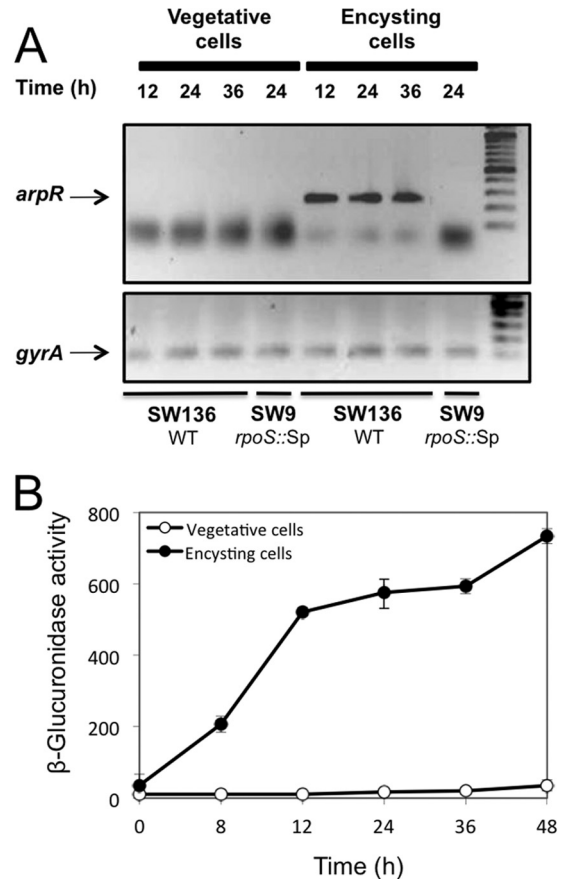 A
Vegetative cells
Encysting cells
Time (h) 12 24 36 24 12 24 36 24
arpR
gyrA
SW136 SW9 SW136 SW9
WT rpoS::Sp WT rpoS::Sp
B
800
Vegetative cells
Encysting cells
600
400
200
0
β-Glucuronidase activity
0 8 12 24 36 48
Time (h)